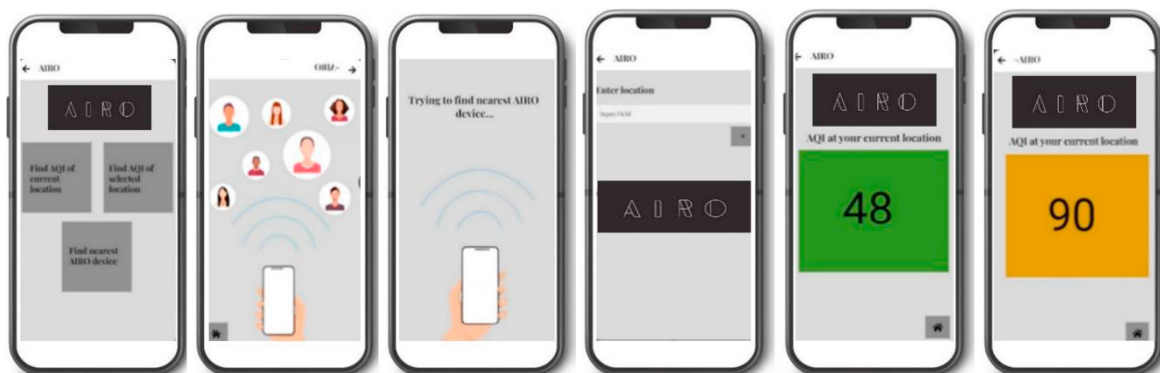 AIRO
AIRO
Find AQI of
current
location
Find AQI of
selected
location
Find nearest
AIRO device
AIRO
Trying to find nearest AIRO
device...
AIRO
Enter location
Input Field
AIRO
AIRO
AIRO
AQI at your current location
48
-AIRO
AIRO
AQI at your current location
90